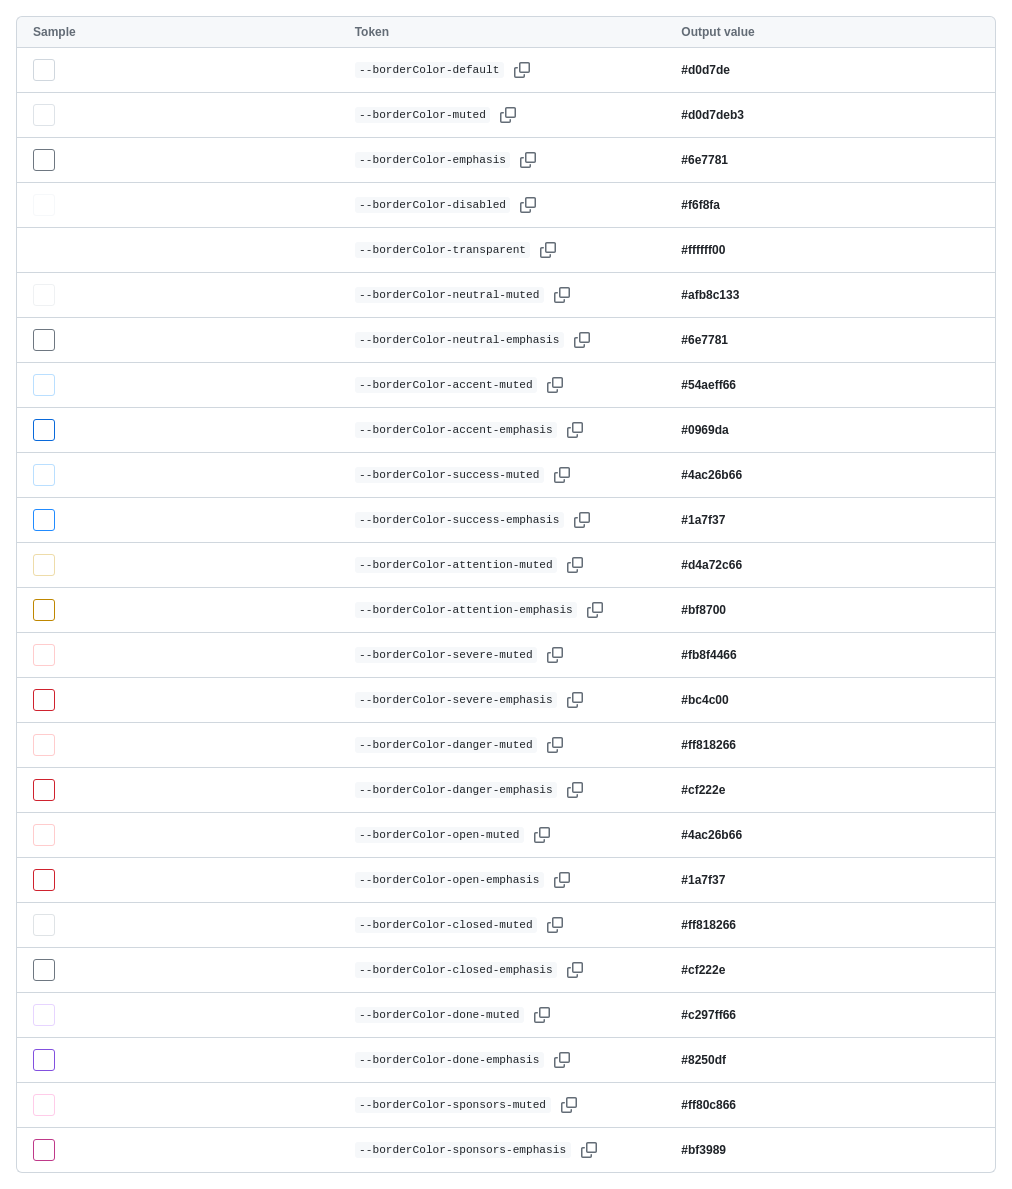 Sample Token Output value
--borderColor-default #d0d7de
--borderColor-muted #d0d7deb3
--borderColor-emphasis #6e7781
--borderColor-disabled #f6f8fa
--borderColor-transparent #ffffff00
--borderColor-neutral-muted #afb8c133
--borderColor-neutral-emphasis #6e7781
--borderColor-accent-muted #54aeff66
--borderColor-accent-emphasis #0969da
--borderColor-success-muted #4ac26b66
--borderColor-success-emphasis #1a7f37
--borderColor-attention-muted #d4a72c66
--borderColor-attention-emphasis #bf8700
--borderColor-severe-muted #fb8f4466
--borderColor-severe-emphasis #bc4c00
--borderColor-danger-muted #ff818266
--borderColor-danger-emphasis #cf222e
--borderColor-open-muted #4ac26b66
--borderColor-open-emphasis #1a7f37
--borderColor-closed-muted #ff818266
--borderColor-closed-emphasis #cf222e
--borderColor-done-muted #c297ff66
--borderColor-done-emphasis #8250df
--borderColor-sponsors-muted #ff80c866
--borderColor-sponsors-emphasis #bf3989